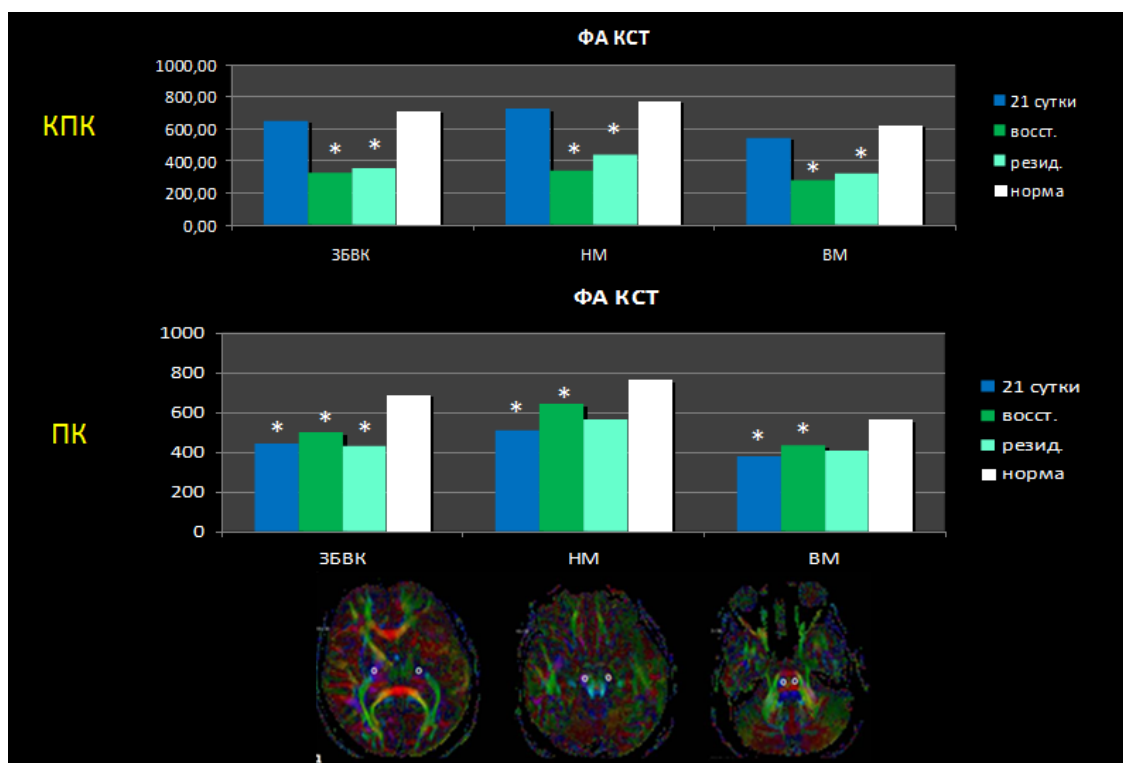 ФА КСТ
КПК
1000,00
800,00
600,00
400,00
200,00
0,00
* * * * * *
ЗБВК НМ ВМ
21 сутки
восст.
резид.
норма
ФА КСТ
ПК
1000
800
600
400
200
0
* * * * * * *
ЗБВК НМ ВМ
21 сутки
восст.
резид.
норма